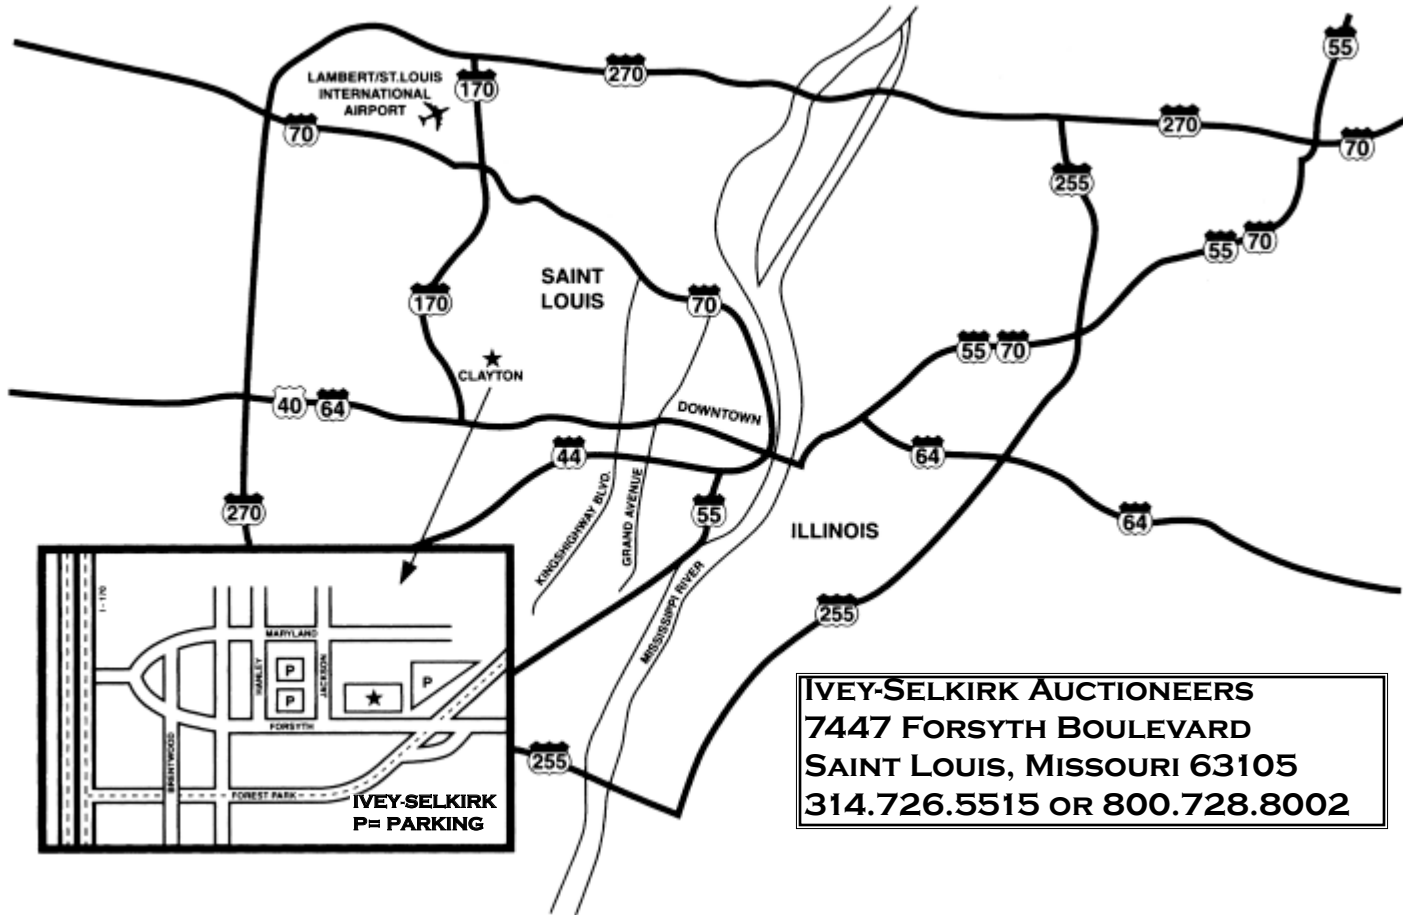 55
270
LAMBERT/ST.LOUIS
INTERNATIONAL
AIRPORT
170
70
270
70
255
55
70
SAINT
LOUIS
170
70
55
70
CLAYTON
40
64
DOWNTOWN
44
64
KINGSHIGHWAY BLVD.
GRAND AVENUE
270
55
64
ILLINOIS
MISSISSIPPI RIVER
255
I-170
MARYLAND
HANLEY
JACKSON
P
P
P
FORSYTH
BRENTWOOD
FOREST PARK
IVEY-SELKIRK
P= PARKING
255
IVEY-SELKIRK AUCTIONEERS
7447 FORSYTH BOULEVARD
SAINT LOUIS, MISSOURI 63105
314.726.5515 OR 800.728.8002